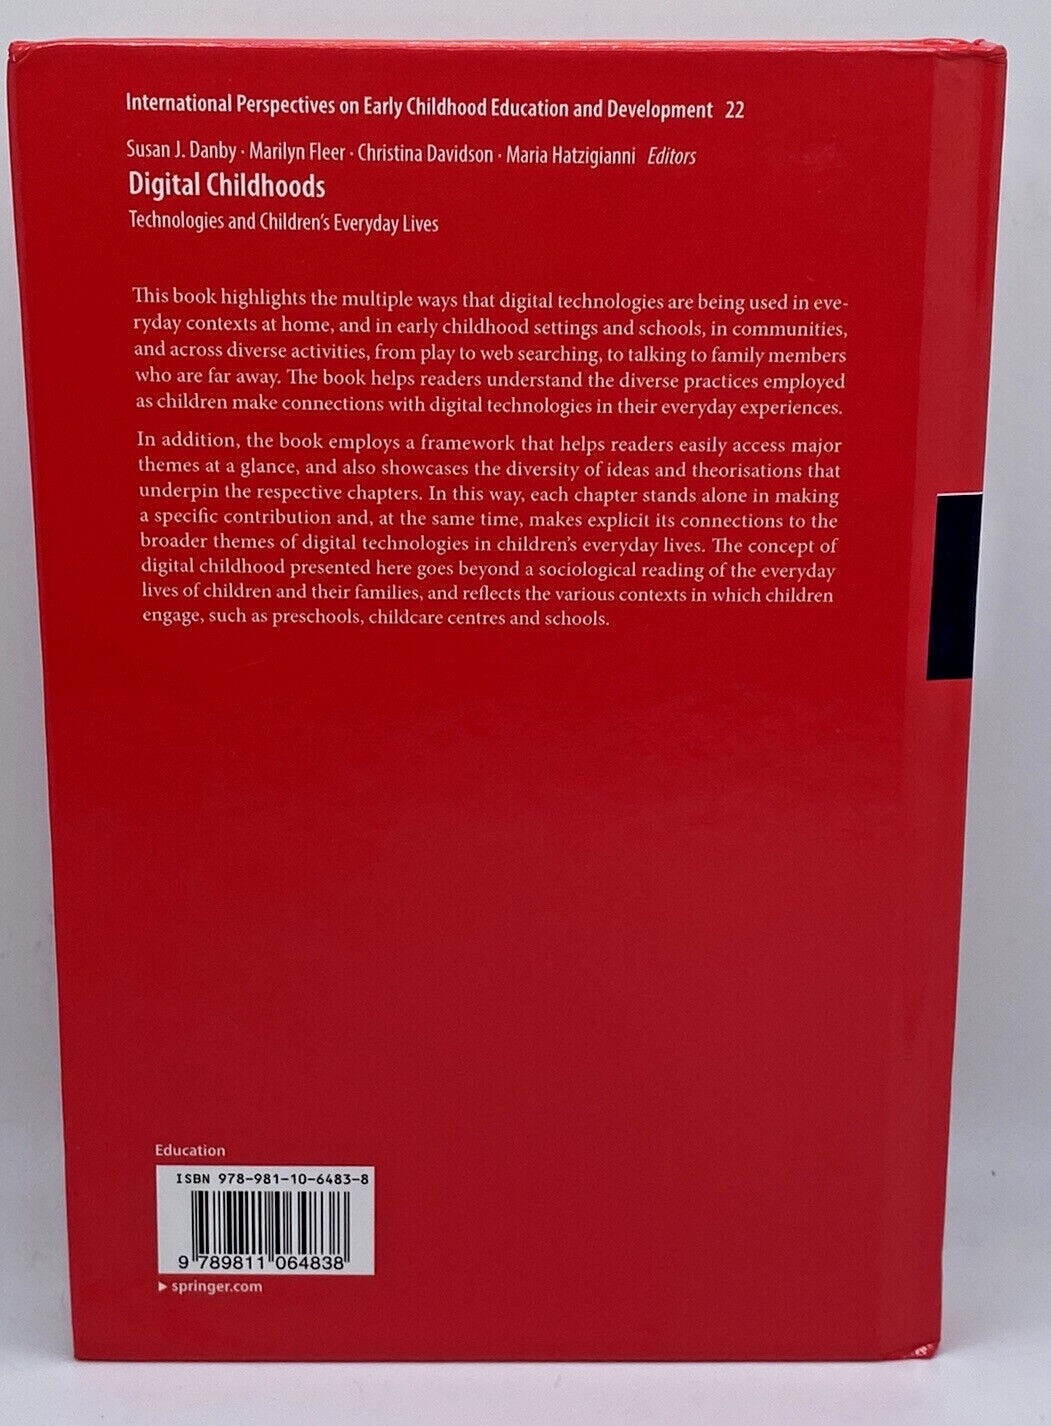 International Perspectives on Early Childhood Education and Development 22
Susan J. Danby · Marilyn Fleer · Christina Davidson · Maria Hatzigianni Editors
Digital Childhoods
Technologies and Children's Everyday Lives
This book highlights the multiple ways that digital technologies are being used in eve-
ryday contexts at home, and in early childhood settings and schools, in communities,
and across diverse activities, from play to web searching, to talking to family members
who are far away. The book helps readers understand the diverse practices employed
as children make connections with digital technologies in their everyday experiences.
In addition, the book employs a framework that helps readers easily access major
themes at a glance, and also showcases the diversity of ideas and theorisations that
underpin the respective chapters. In this way, each chapter stands alone in making
a specific contribution and, at the same time, makes explicit its connections to the
broader themes of digital technologies in children's everyday lives. The concept of
digital childhood presented here goes beyond a sociological reading of the everyday
lives of children and their families, and reflects the various contexts in which children
engage, such as preschools, childcare centres and schools.
Education
ISBN 978-981-10-6483-8
9 789811 064838
▶ springer.com